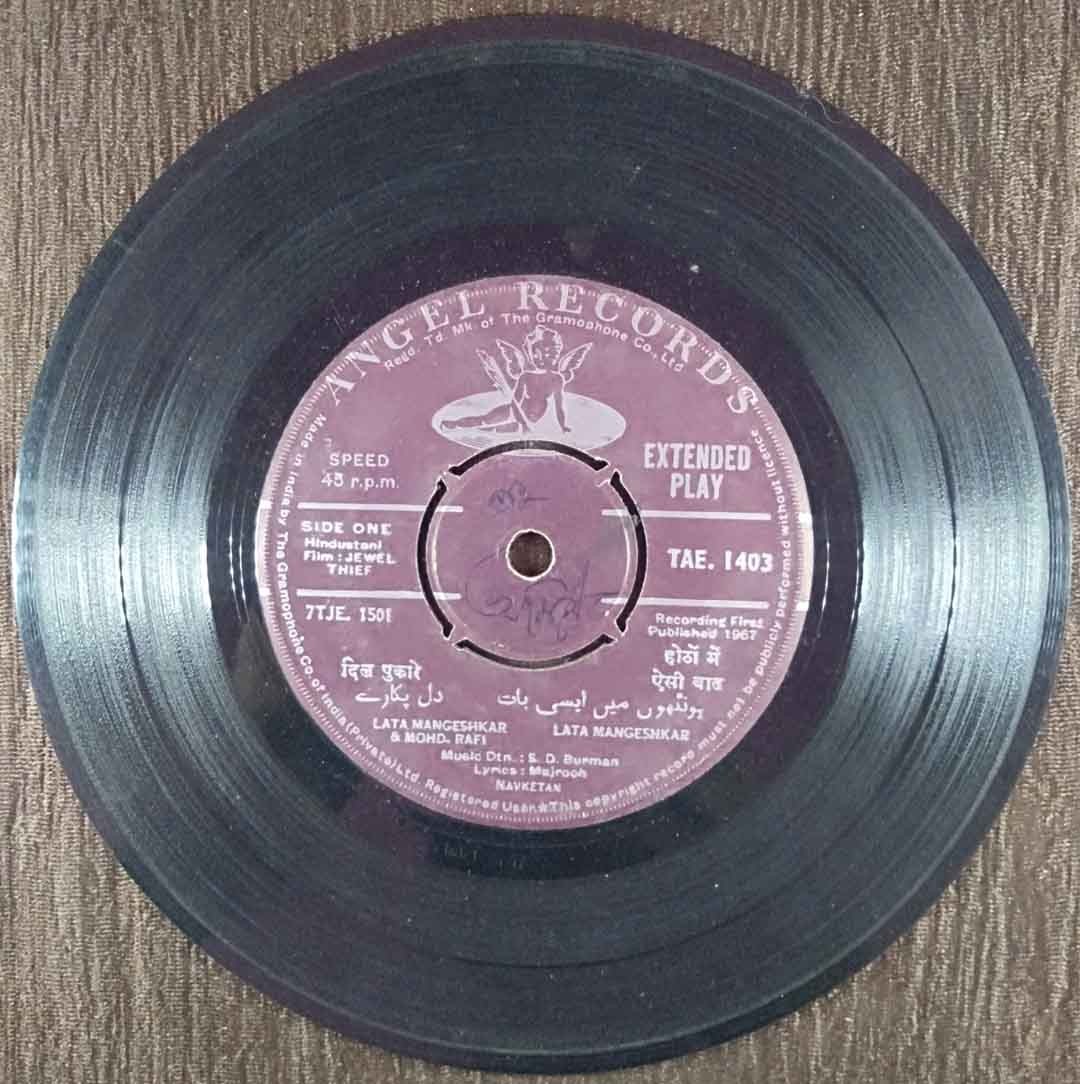 ANGEL RECORDS
Regd. Td. Mk. of The Gramophone Co., Ltd
SPEED
45 r.p.m.
EXTENDED
PLAY
SIDE ONE
Hindustani
Film : JEWEL
THIEF
TAE. 1403
7TJE. 1501
Recording First
Published 1967
दिल पुकारे
होठों में
ऐसी बात
دل پکارے
ہونٹھوں میں ایسی بات
LATA MANGESHKAR
& MOHD. RAFI
LATA MANGESHKAR
Music Dtn. : S. D. Burman
Lyrics : Majrooh
NAVKETAN
Made in India by The Gramophone Co. of India (Private) Ltd. Registered User ★ This copyright record must not be publicly performed without licence